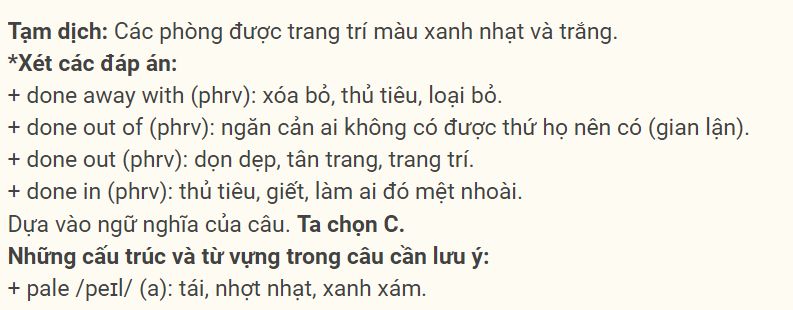 Tạm dịch: Các phòng được trang trí màu xanh nhạt và trắng.
*Xét các đáp án:
+ done away with (phrv): xóa bỏ, thủ tiêu, loại bỏ.
+ done out of (phrv): ngăn cản ai không có được thứ họ nên có (gian lận).
+ done out (phrv): dọn dẹp, tân trang, trang trí.
+ done in (phrv): thủ tiêu, giết, làm ai đó mệt nhoài.
Dựa vào ngữ nghĩa của câu. Ta chọn C.
Những cấu trúc và từ vựng trong câu cần lưu ý:
+ pale /peɪl/ (a): tái, nhợt nhạt, xanh xám.